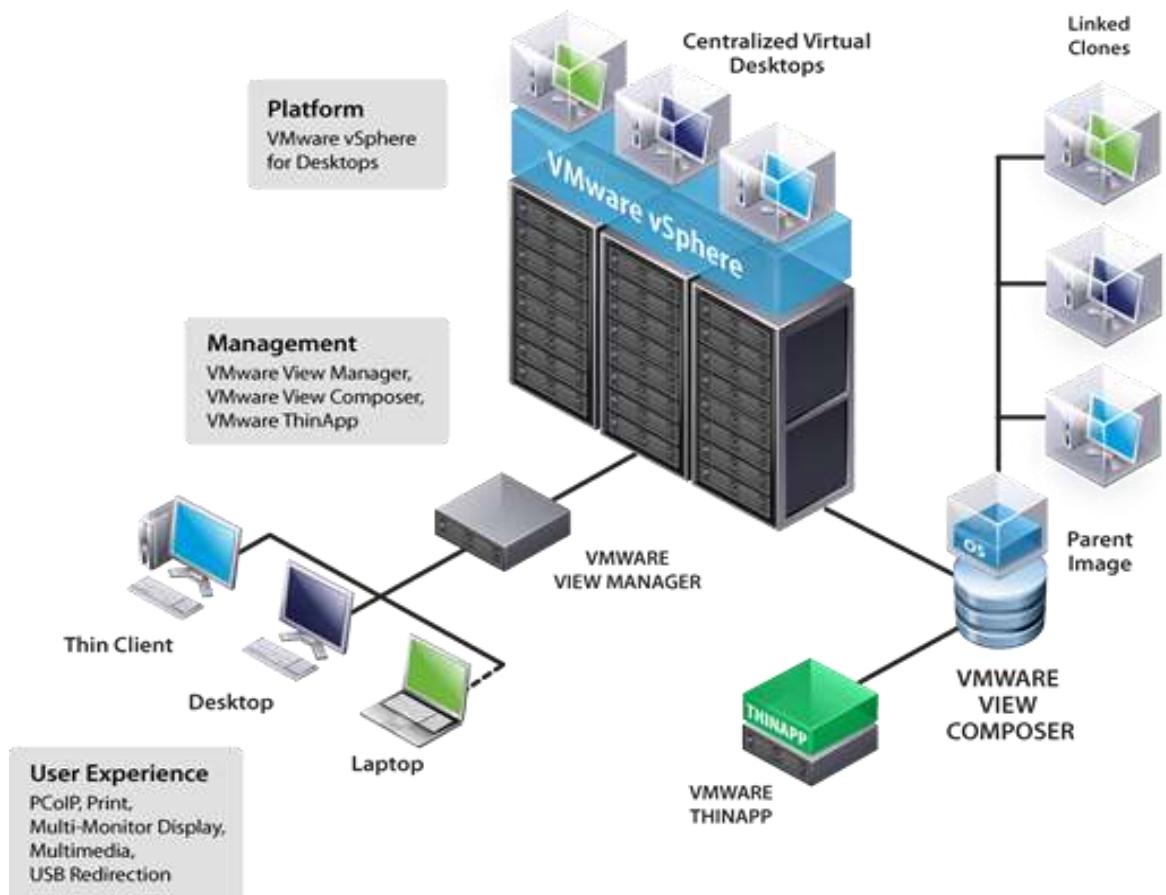 Centralized Virtual
Desktops
Linked
Clones
Platform
VMware vSphere
for Desktops
VMware vSphere
Management
VMware View Manager,
VMware View Composer,
VMware ThinApp
VMWARE
VIEW MANAGER
OS
Parent
Image
Thin Client
Desktop
Laptop
THINAPP
VMWARE
THINAPP
VMWARE
VIEW
COMPOSER
User Experience
PCoIP, Print,
Multi-Monitor Display,
Multimedia,
USB Redirection